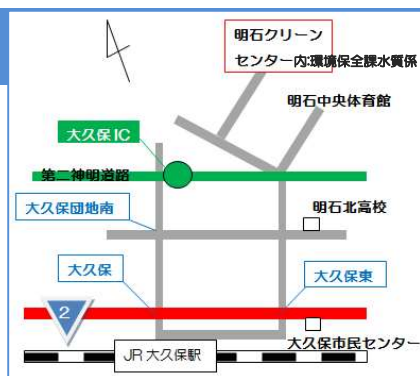 明石クリーン
センター内:環境保全課水質係
明石中央体育館
大久保IC
第二神明道路
大久保団地南
明石北高校
大久保
大久保東
2
大久保市民センター
JR大久保駅